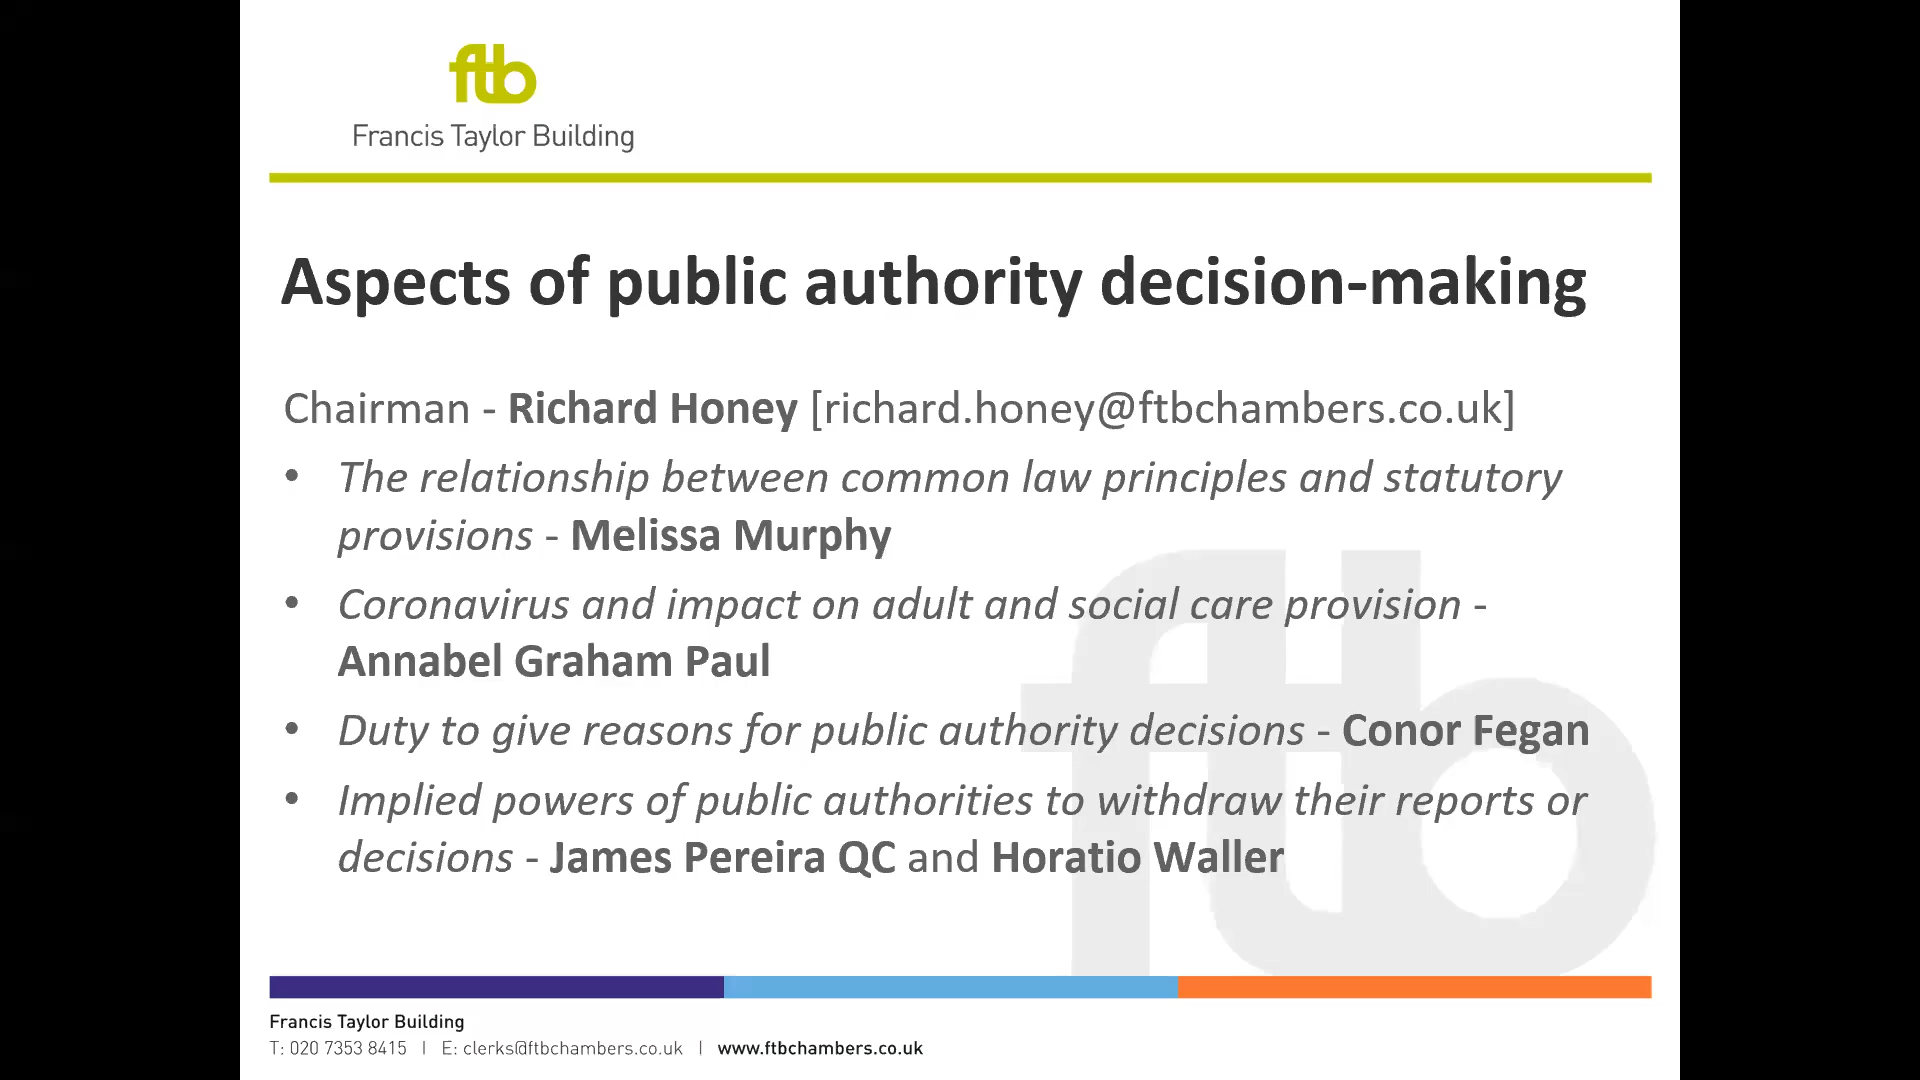 ftb
Francis Taylor Building
Aspects of public authority decision-making
Chairman - Richard Honey [richard.honey@ftbchambers.co.uk]
• The relationship between common law principles and statutory
provisions - Melissa Murphy
• Coronavirus and impact on adult and social care provision -
Annabel Graham Paul
• Duty to give reasons for public authority decisions - Conor Fegan
• Implied powers of public authorities to withdraw their reports or
decisions - James Pereira QC and Horatio Waller
ftb
Francis Taylor Building
T: 020 7353 8415 | E: clerks@ftbchambers.co.uk | www.ftbchambers.co.uk